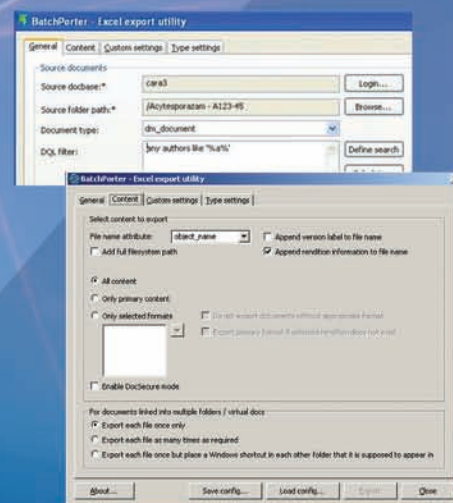 BatchPorter - Excel export utility
General Content Custom settings Type settings
Source documents
Source docbase:* cara3 Login...
Source folder path:* /Acytesporazam - A123-45 Browse...
Document type: dm_document
DQL filter: any authors like '%a%' Define search
BatchPorter - Excel export utility
General Content Custom settings Type settings
Select content to export
File name attribute: object_name Append version label to file name
Add full filesystem path Append rendition information to file name
All content
Only primary content
Only selected formats Do not export documents without appropriate format
Export primary format if selected rendition does not exist
Enable DocSecure mode
For documents linked into multiple folders / virtual docs
Export each file once only
Export each file as many times as required
Export each file once but place a Windows shortcut in each other folder that it is supposed to appear in
About... Save config... Load config... Export Close